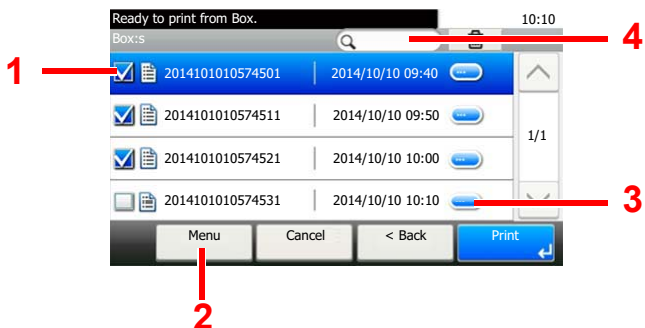 Ready to print from Box. 10:10
Box:s
4
1
2014101010574501 2014/10/10 09:40
2014101010574511 2014/10/10 09:50
1/1
2014101010574521 2014/10/10 10:00
2014101010574531 2014/10/10 10:10
3
Menu Cancel < Back Print
2